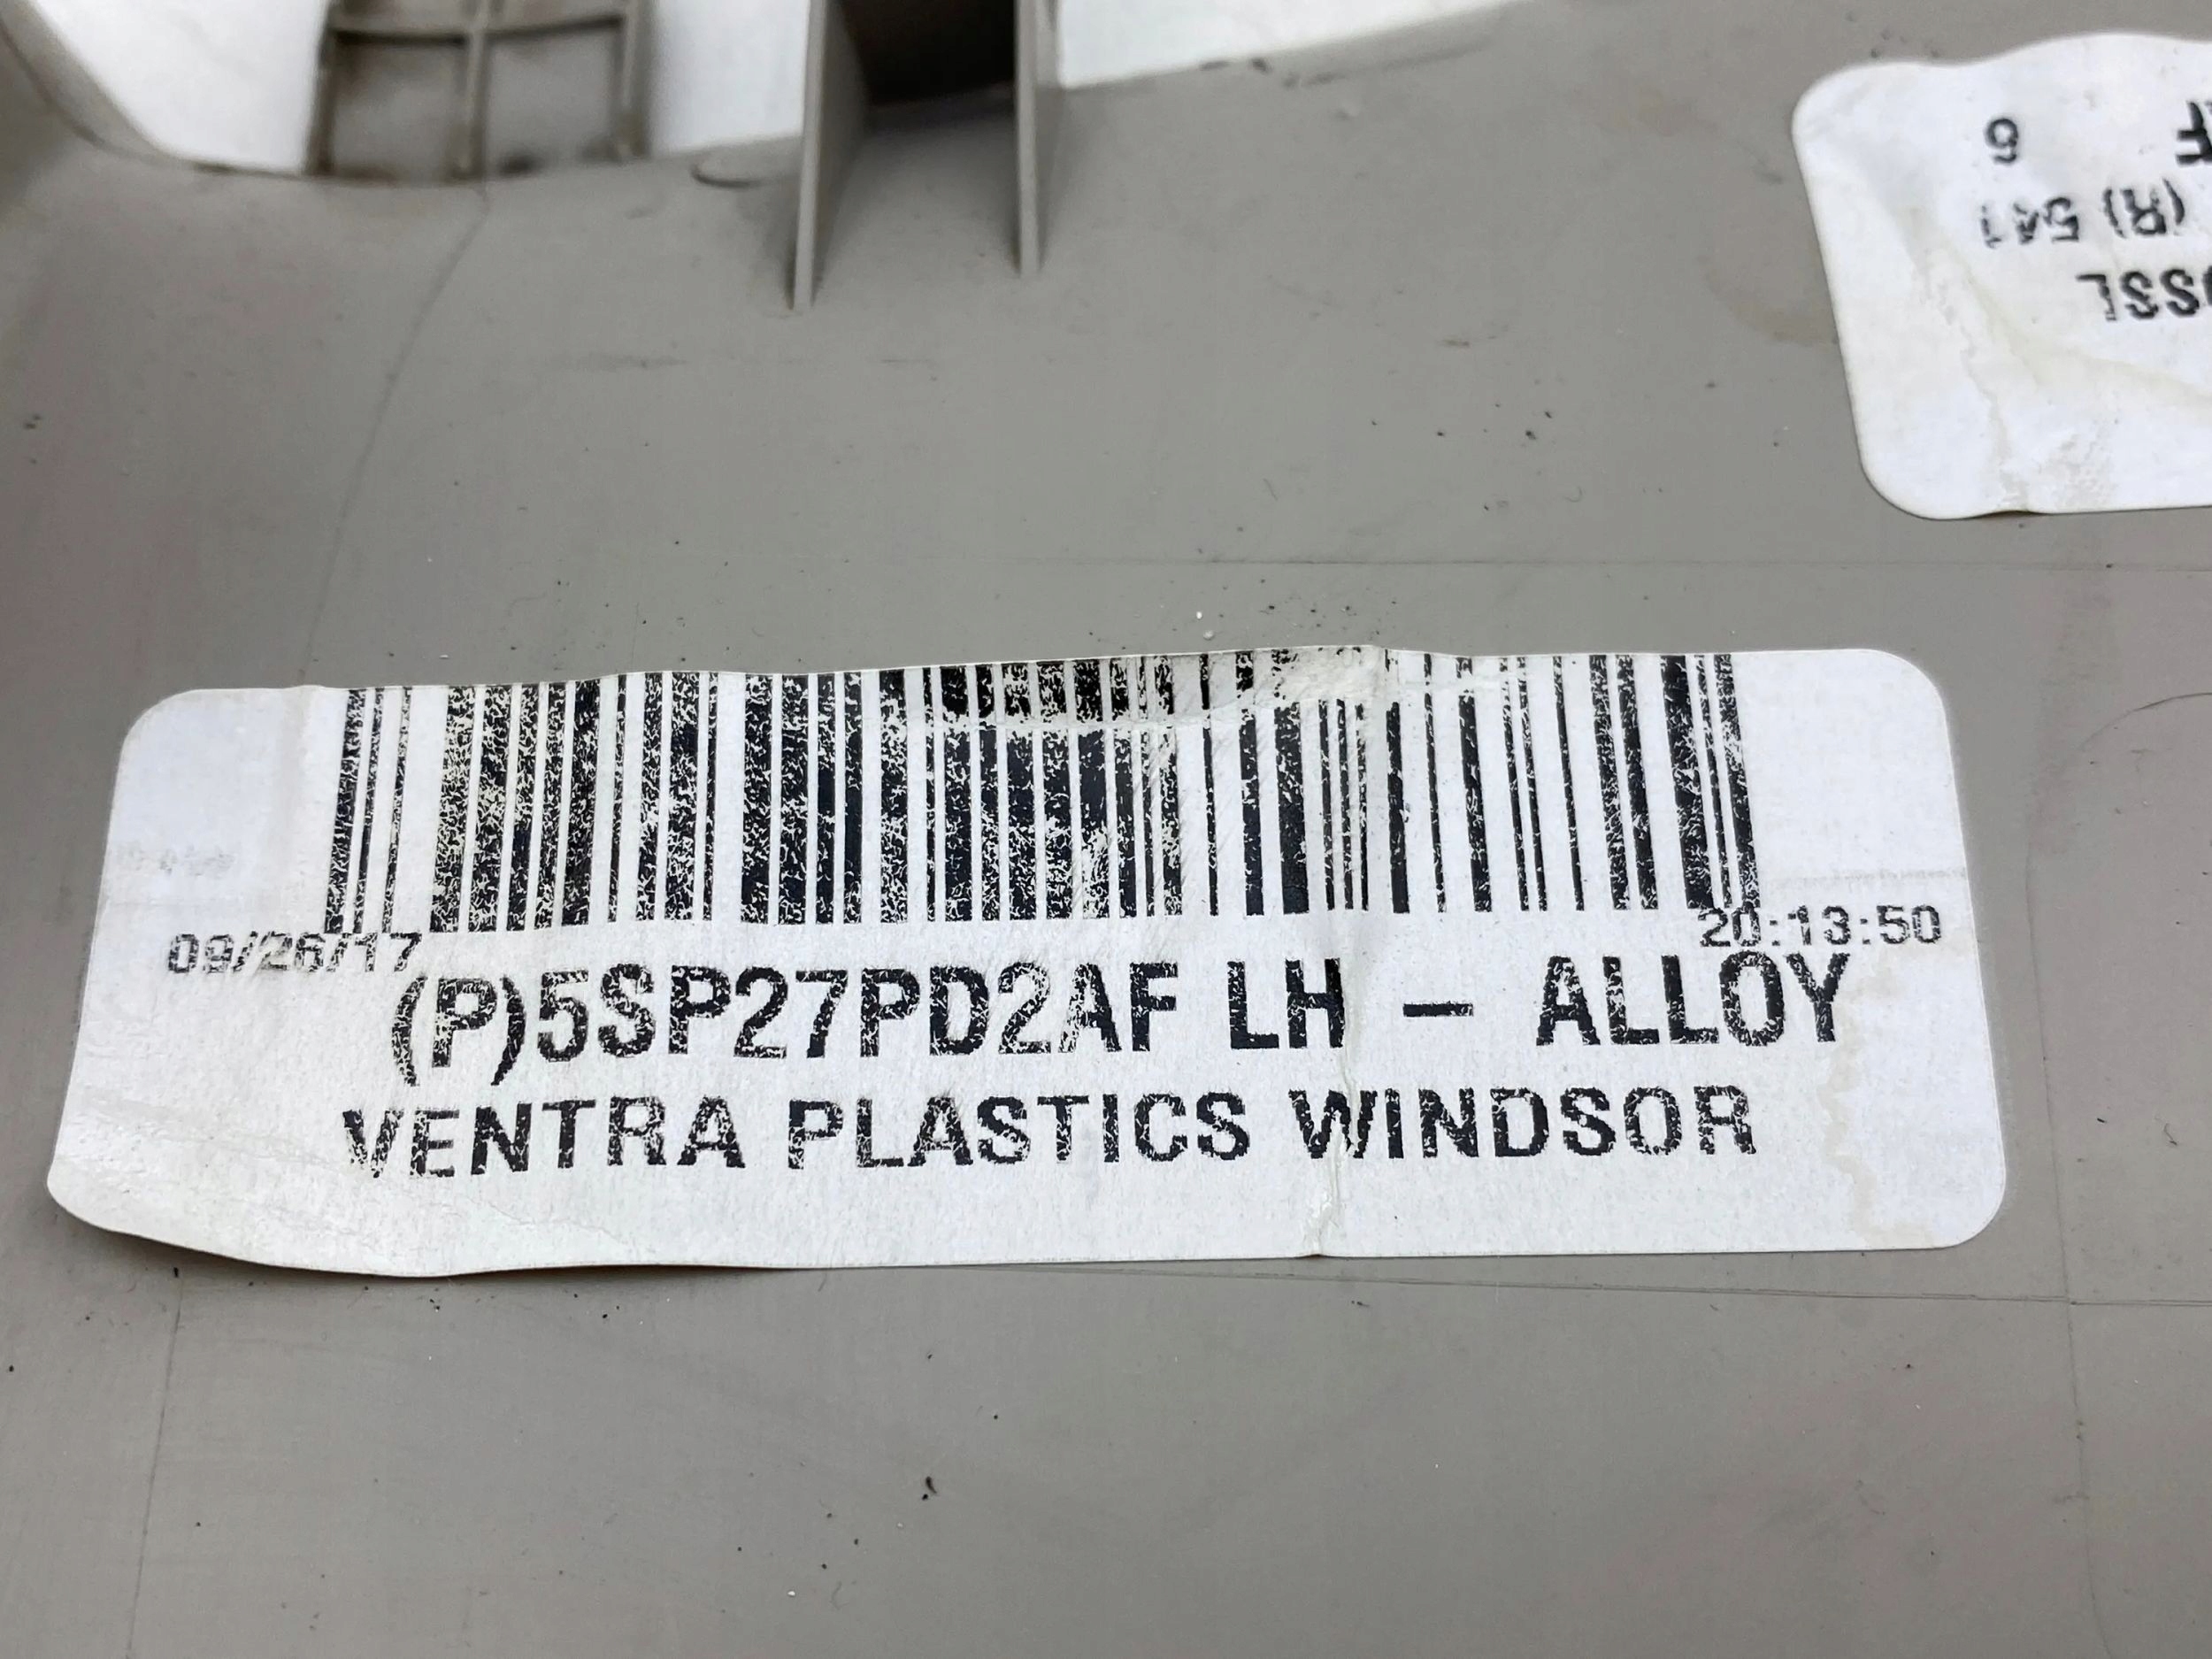 09/26/17
20:13:50
(P)5SP27PD2AF LH - ALLOY
VENTRA PLASTICS WINDSOR